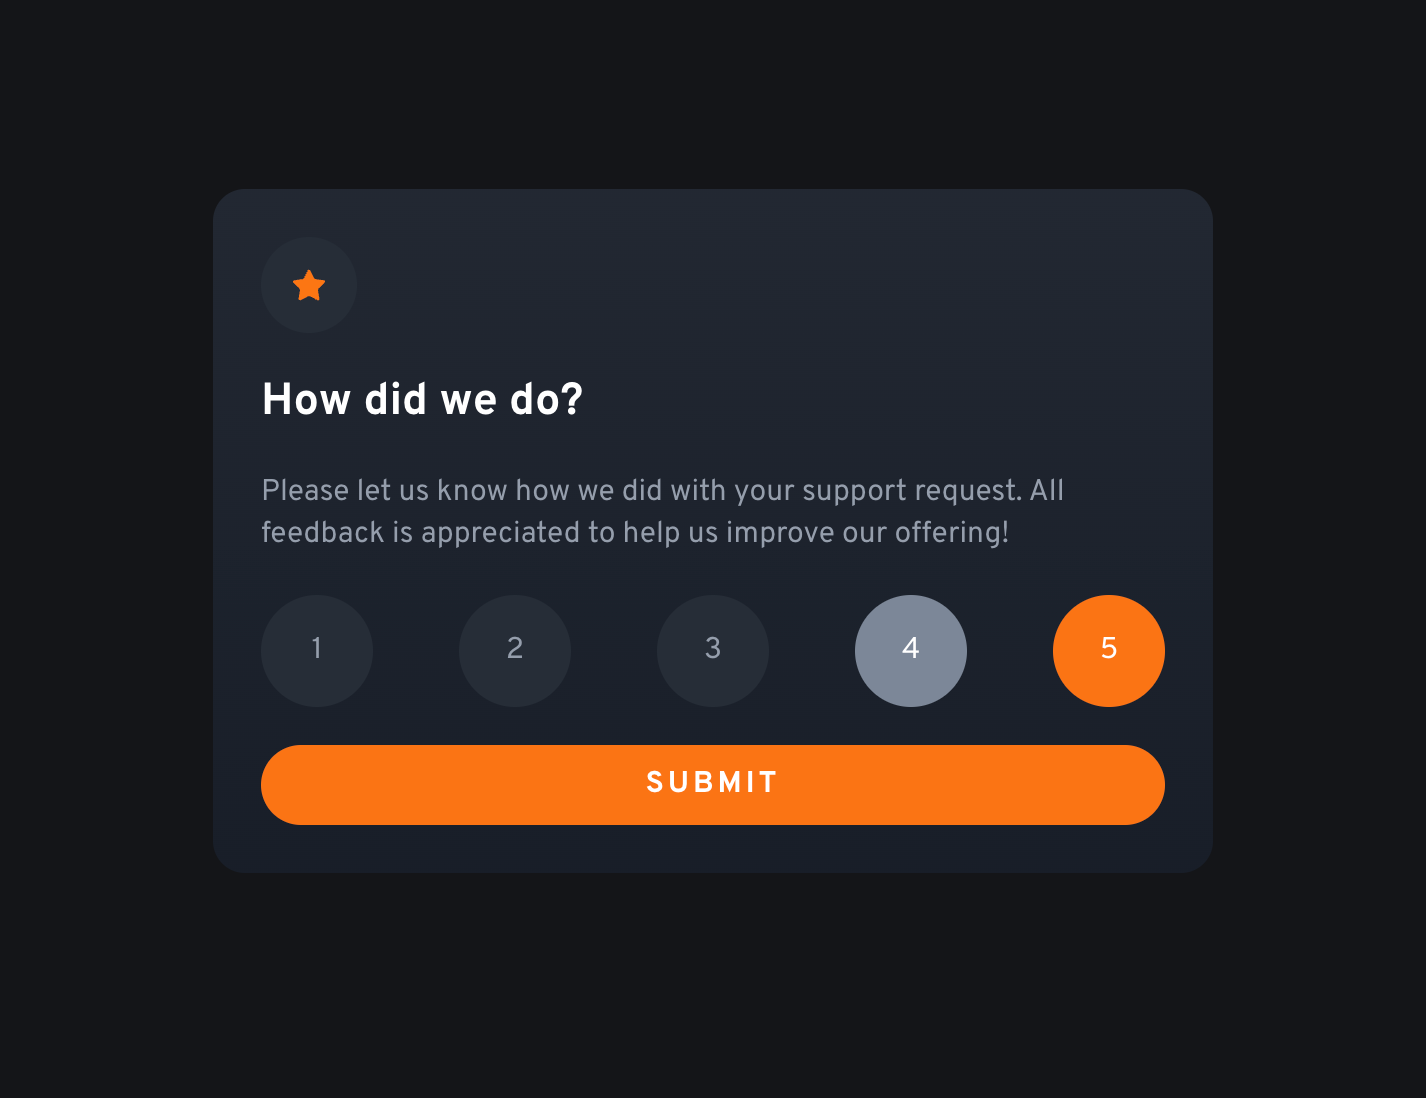 How did we do?
Please let us know how we did with your support request. All
feedback is appreciated to help us improve our offering!
1 2 3 4 5
SUBMIT